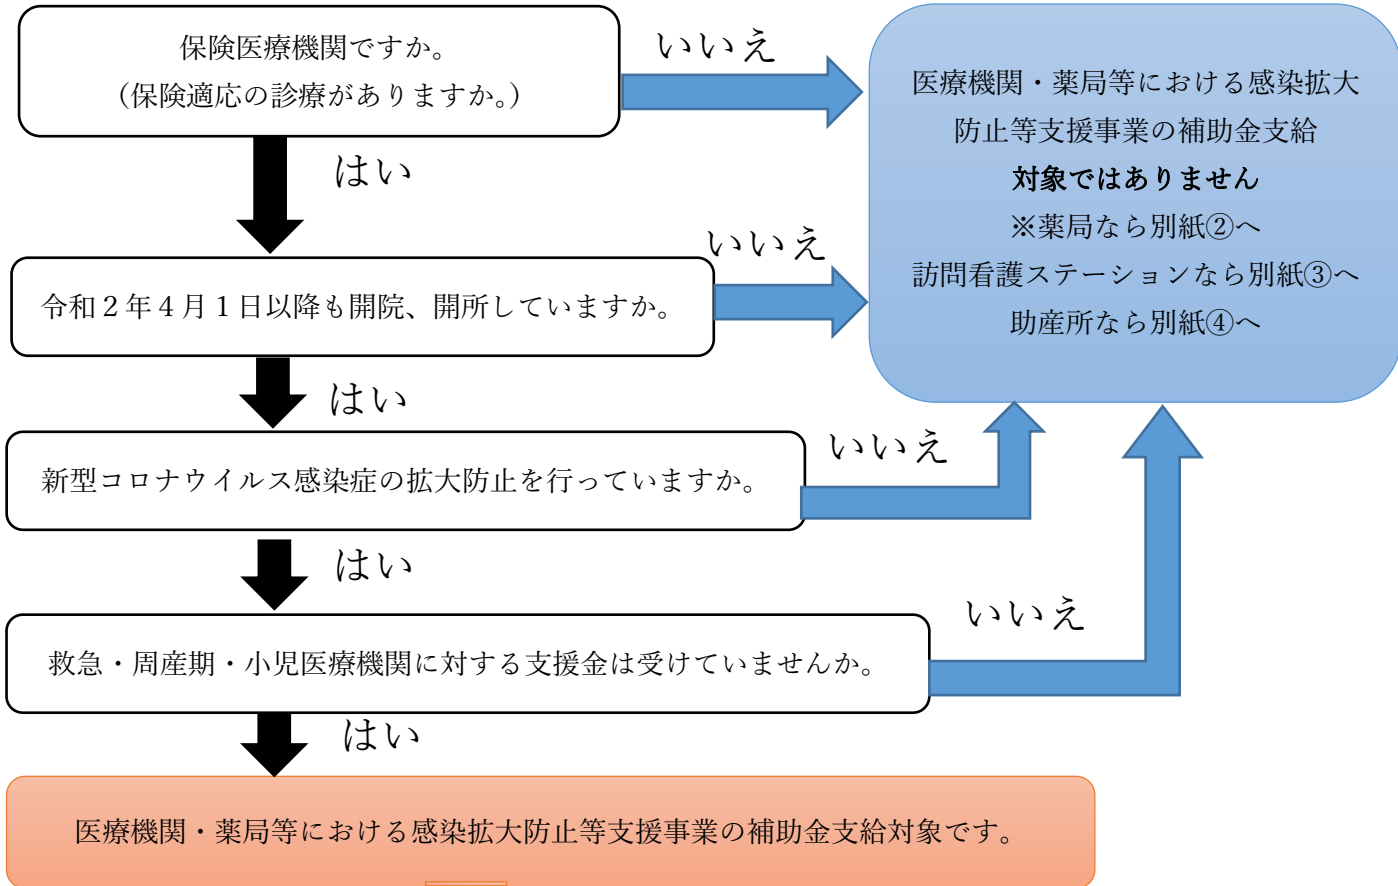 保険医療機関ですか。
（保険適応の診療がありますか。）
いいえ
はい
医療機関・薬局等における感染拡大
防止等支援事業の補助金支給
対象ではありません
※薬局なら別紙②へ
訪問看護ステーションなら別紙③へ
助産所なら別紙④へ
令和２年４月１日以降も開院、開所していますか。
いいえ
はい
新型コロナウイルス感染症の拡大防止を行っていますか。
いいえ
はい
救急・周産期・小児医療機関に対する支援金は受けていませんか。
いいえ
はい
医療機関・薬局等における感染拡大防止等支援事業の補助金支給対象です。